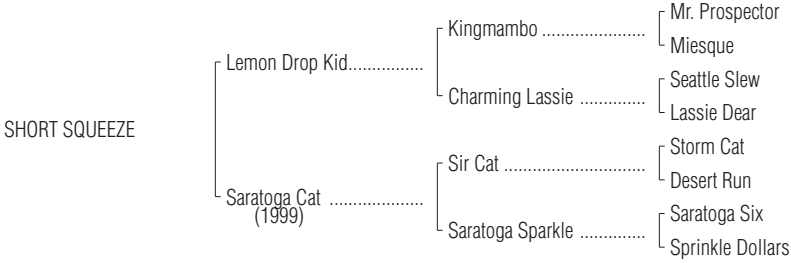 Mr. Prospector
Kingmambo ......................
Miesque
Lemon Drop Kid................
Seattle Slew
Charming Lassie ..............
Lassie Dear
SHORT SQUEEZE
Storm Cat
Sir Cat ..............................
Desert Run
Saratoga Cat ....................
(1999)
Saratoga Six
Saratoga Sparkle ..............
Sprinkle Dollars